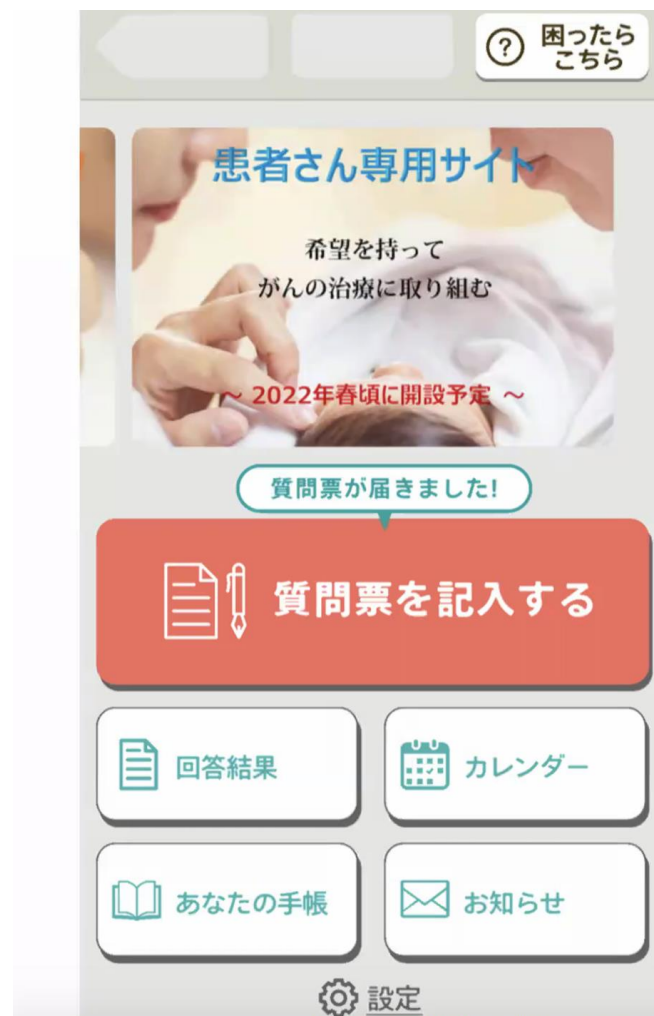 困ったら
こちら
患者さん専用サイト
希望を持って
がんの治療に取り組む
～ 2022年春頃に開設予定 ～
質問票が届きました!
質問票を記入する
回答結果
カレンダー
あなたの手帳
お知らせ
設定